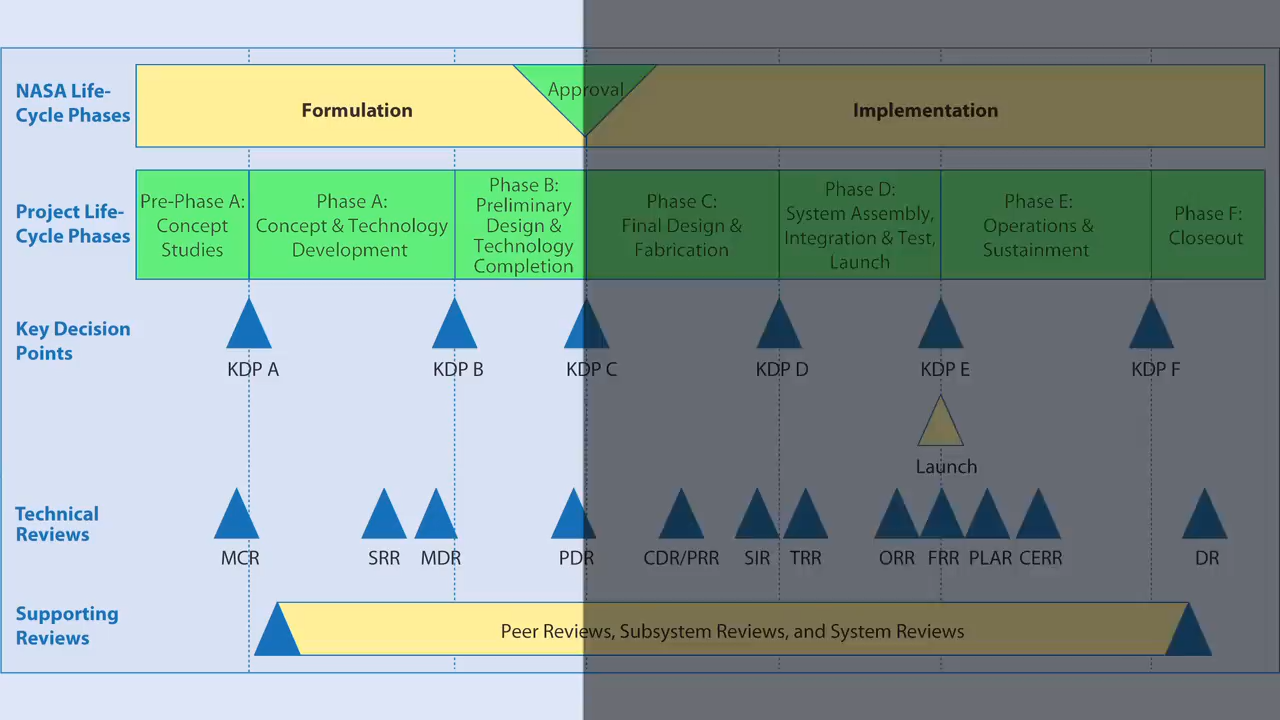 NASA Life-
Cycle Phases
Formulation
Approval
Implementation
Project Life-
Cycle Phases
Pre-Phase A:
Concept
Studies
Phase A:
Concept & Technology
Development
Phase B:
Preliminary
Design &
Technology
Completion
Phase C:
Final Design &
Fabrication
Phase D:
System Assembly,
Integration & Test,
Launch
Phase E:
Operations &
Sustainment
Phase F:
Closeout
Key Decision
Points
KDP A
KDP B
KDP C
KDP D
KDP E
KDP F
Launch
Technical
Reviews
MCR
SRR
MDR
PDR
CDR/PRR
SIR
TRR
ORR
FRR
PLAR
CERR
DR
Supporting
Reviews
Peer Reviews, Subsystem Reviews, and System Reviews